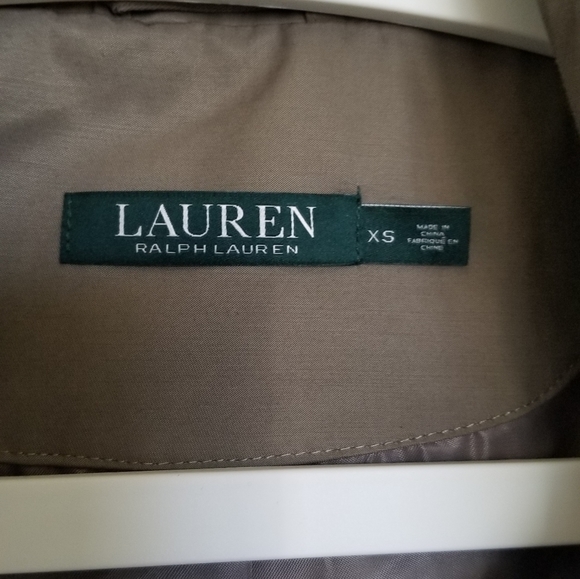 LAUREN
RALPH LAUREN
XS
MADE IN
CHINA
FABRIQUÉ EN
CHINE